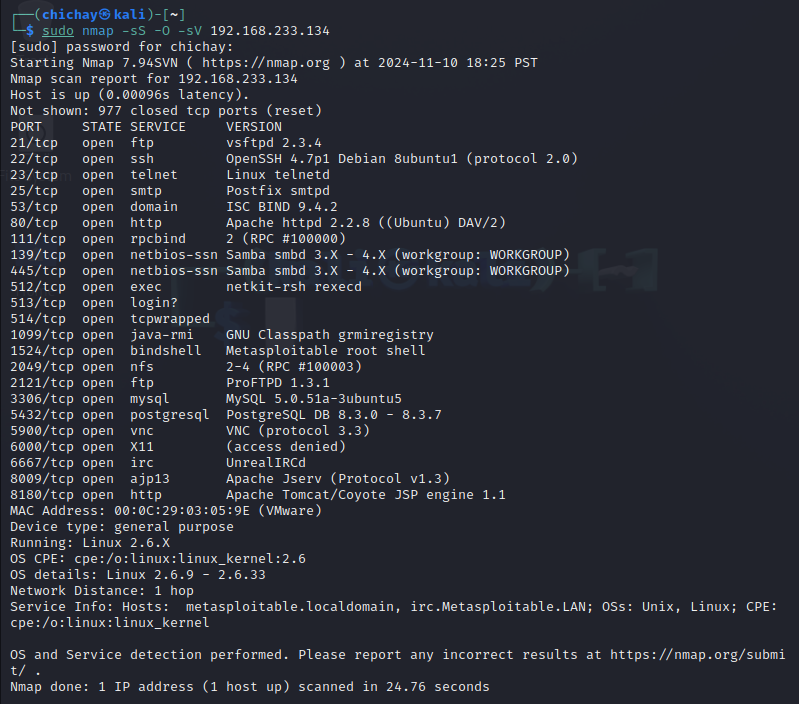 ┌──(chichay㉿kali)-[~]
└─$ sudo nmap -sS -O -sV 192.168.233.134
[sudo] password for chichay:
Starting Nmap 7.94SVN ( https://nmap.org ) at 2024-11-10 18:25 PST
Nmap scan report for 192.168.233.134
Host is up (0.00096s latency).
Not shown: 977 closed tcp ports (reset)
PORT     STATE SERVICE     VERSION
21/tcp   open  ftp         vsftpd 2.3.4
22/tcp   open  ssh         OpenSSH 4.7p1 Debian 8ubuntu1 (protocol 2.0)
23/tcp   open  telnet      Linux telnetd
25/tcp   open  smtp        Postfix smtpd
53/tcp   open  domain      ISC BIND 9.4.2
80/tcp   open  http        Apache httpd 2.2.8 ((Ubuntu) DAV/2)
111/tcp  open  rpcbind     2 (RPC #100000)
139/tcp  open  netbios-ssn Samba smbd 3.X - 4.X (workgroup: WORKGROUP)
445/tcp  open  netbios-ssn Samba smbd 3.X - 4.X (workgroup: WORKGROUP)
512/tcp  open  exec        netkit-rsh rexecd
513/tcp  open  login?
514/tcp  open  tcpwrapped
1099/tcp open  java-rmi    GNU Classpath grmiregistry
1524/tcp open  bindshell   Metasploitable root shell
2049/tcp open  nfs         2-4 (RPC #100003)
2121/tcp open  ftp         ProFTPD 1.3.1
3306/tcp open  mysql       MySQL 5.0.51a-3ubuntu5
5432/tcp open  postgresql  PostgreSQL DB 8.3.0 - 8.3.7
5900/tcp open  vnc         VNC (protocol 3.3)
6000/tcp open  X11         (access denied)
6667/tcp open  irc         UnrealIRCd
8009/tcp open  ajp13       Apache Jserv (Protocol v1.3)
8180/tcp open  http        Apache Tomcat/Coyote JSP engine 1.1
MAC Address: 00:0C:29:03:05:9E (VMware)
Device type: general purpose
Running: Linux 2.6.X
OS CPE: cpe:/o:linux:linux_kernel:2.6
OS details: Linux 2.6.9 - 2.6.33
Network Distance: 1 hop
Service Info: Hosts:  metasploitable.localdomain, irc.Metasploitable.LAN; OSs: Unix, Linux; CPE:
cpe:/o:linux:linux_kernel

OS and Service detection performed. Please report any incorrect results at https://nmap.org/submi
t/ .
Nmap done: 1 IP address (1 host up) scanned in 24.76 seconds